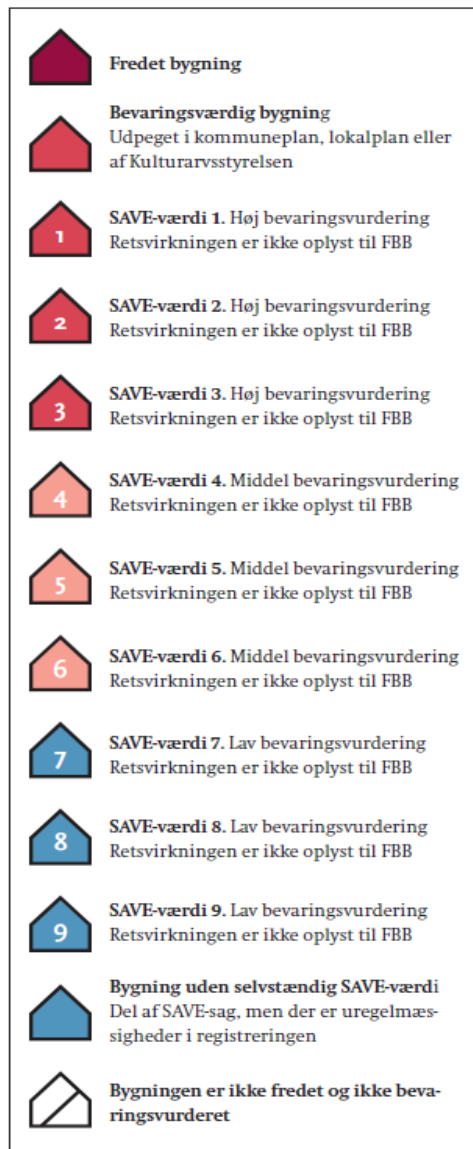 Fredet bygning
Bevaringsværdig bygning
Udpeget i kommuneplan, lokalplan eller
af Kulturarvsstyrelsen
1
SAVE-værdi 1. Høj bevaringsvurdering
Retsvirkningen er ikke oplyst til FBB
2
SAVE-værdi 2. Høj bevaringsvurdering
Retsvirkningen er ikke oplyst til FBB
3
SAVE-værdi 3. Høj bevaringsvurdering
Retsvirkningen er ikke oplyst til FBB
4
SAVE-værdi 4. Middel bevaringsvurdering
Retsvirkningen er ikke oplyst til FBB
5
SAVE-værdi 5. Middel bevaringsvurdering
Retsvirkningen er ikke oplyst til FBB
6
SAVE-værdi 6. Middel bevaringsvurdering
Retsvirkningen er ikke oplyst til FBB
7
SAVE-værdi 7. Lav bevaringsvurdering
Retsvirkningen er ikke oplyst til FBB
8
SAVE-værdi 8. Lav bevaringsvurdering
Retsvirkningen er ikke oplyst til FBB
9
SAVE-værdi 9. Lav bevaringsvurdering
Retsvirkningen er ikke oplyst til FBB
Bygning uden selvstændig SAVE-værdi
Del af SAVE-sag, men der er uregelmæs-
sigheder i registreringen
Bygningen er ikke fredet og ikke beva-
ringsvurderet